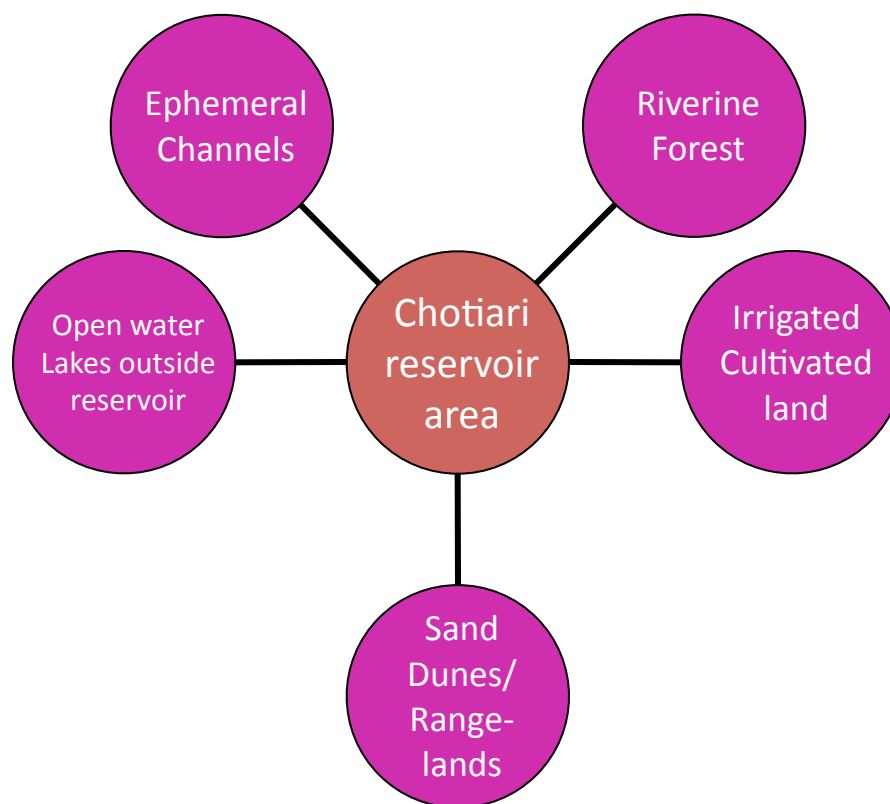 Ephemeral
Channels
Riverine
Forest
Open water
Lakes outside
reservoir
Chotiari
reservoir
area
Irrigated
Cultivated
land
Sand
Dunes/
Range-
lands